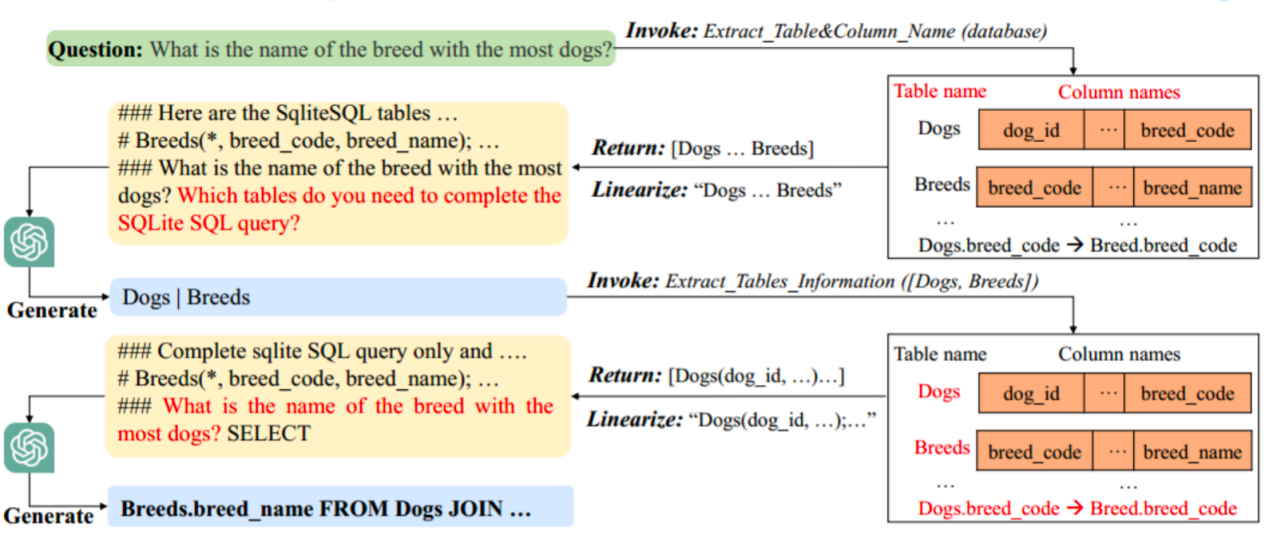 Question: What is the name of the breed with the most dogs?
Invoke: Extract_Table&Column_Name (database)
Table name Column names
Dogs dog_id ... breed_code
Breeds breed_code ... breed_name
... ...
Dogs.breed_code → Breed.breed_code
Return: [Dogs … Breeds]
Linearize: “Dogs … Breeds”
### Here are the SqliteSQL tables …
# Breeds(*, breed_code, breed_name); …
### What is the name of the breed with the most
dogs? Which tables do you need to complete the
SQLite SQL query?
Generate
Dogs | Breeds
Invoke: Extract_Tables_Information ([Dogs, Breeds])
Table name Column names
Dogs dog_id ... breed_code
Breeds breed_code ... breed_name
... ...
Dogs.breed_code → Breed.breed_code
Return: [Dogs(dog_id, …)…]
Linearize: “Dogs(dog_id, …);…”
### Complete sqlite SQL query only and ….
# Breeds(*, breed_code, breed_name); …
### What is the name of the breed with the
most dogs? SELECT
Generate
Breeds.breed_name FROM Dogs JOIN …